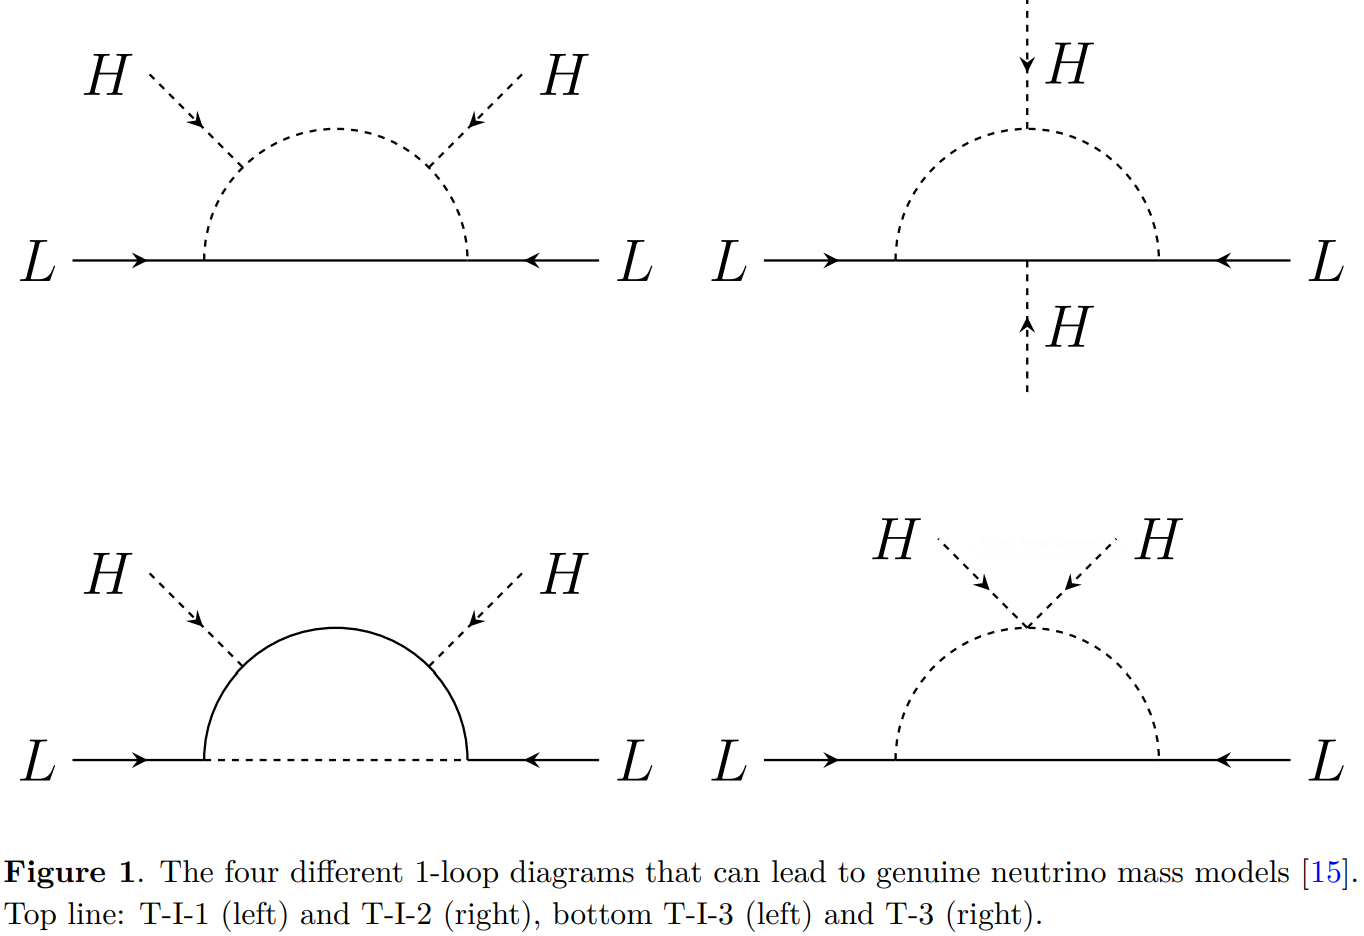 H H
H
L L L L
H
H H
H H
L L L L
Figure 1. The four different 1-loop diagrams that can lead to genuine neutrino mass models [15].
Top line: T-I-1 (left) and T-I-2 (right), bottom T-I-3 (left) and T-3 (right).